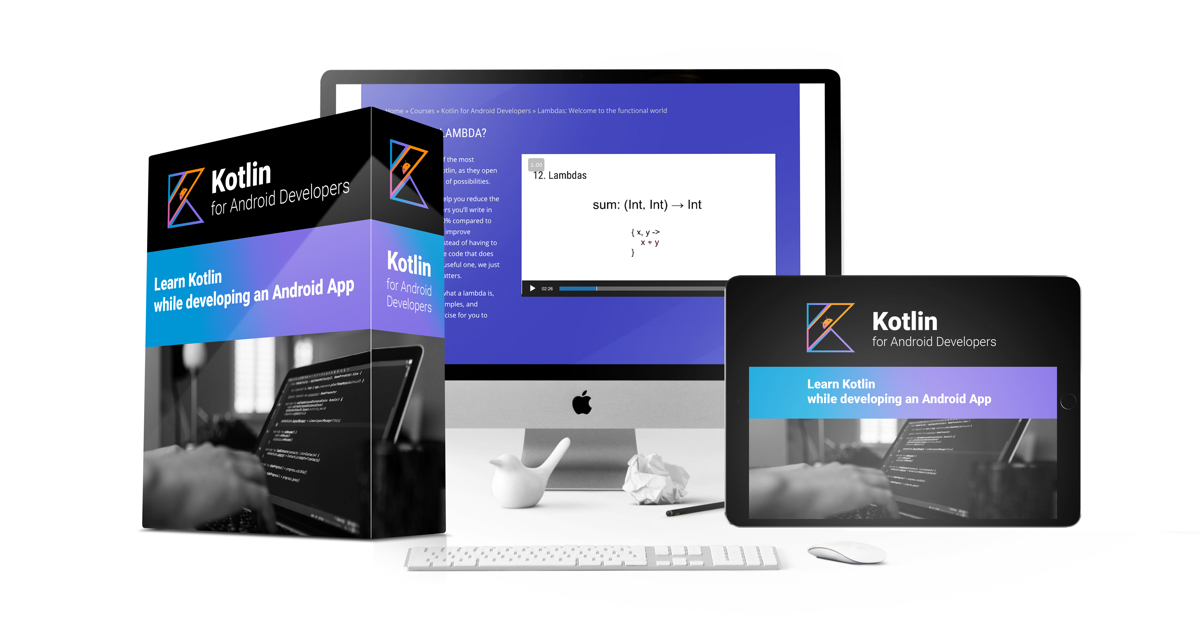 Kotlin
for Android Developers
Learn Kotlin
while developing an Android App
Kotlin
for Android
Developers
Home » Courses » Kotlin for Android Developers » Lambdas: Welcome to the functional world
LAMBDA?
f the most
otlin, as they open
of possibilities.
elp you reduce the
rs you'll write in
% compared to
mprove
stead of having to
e code that does
useful one, we just
atters.
what a lambda is,
mples, and
cise for you to
1.00
12. Lambdas
sum: (Int, Int) → Int
{ x, y ->
x + y
}
02:26
Kotlin
for Android Developers
Learn Kotlin
while developing an Android App